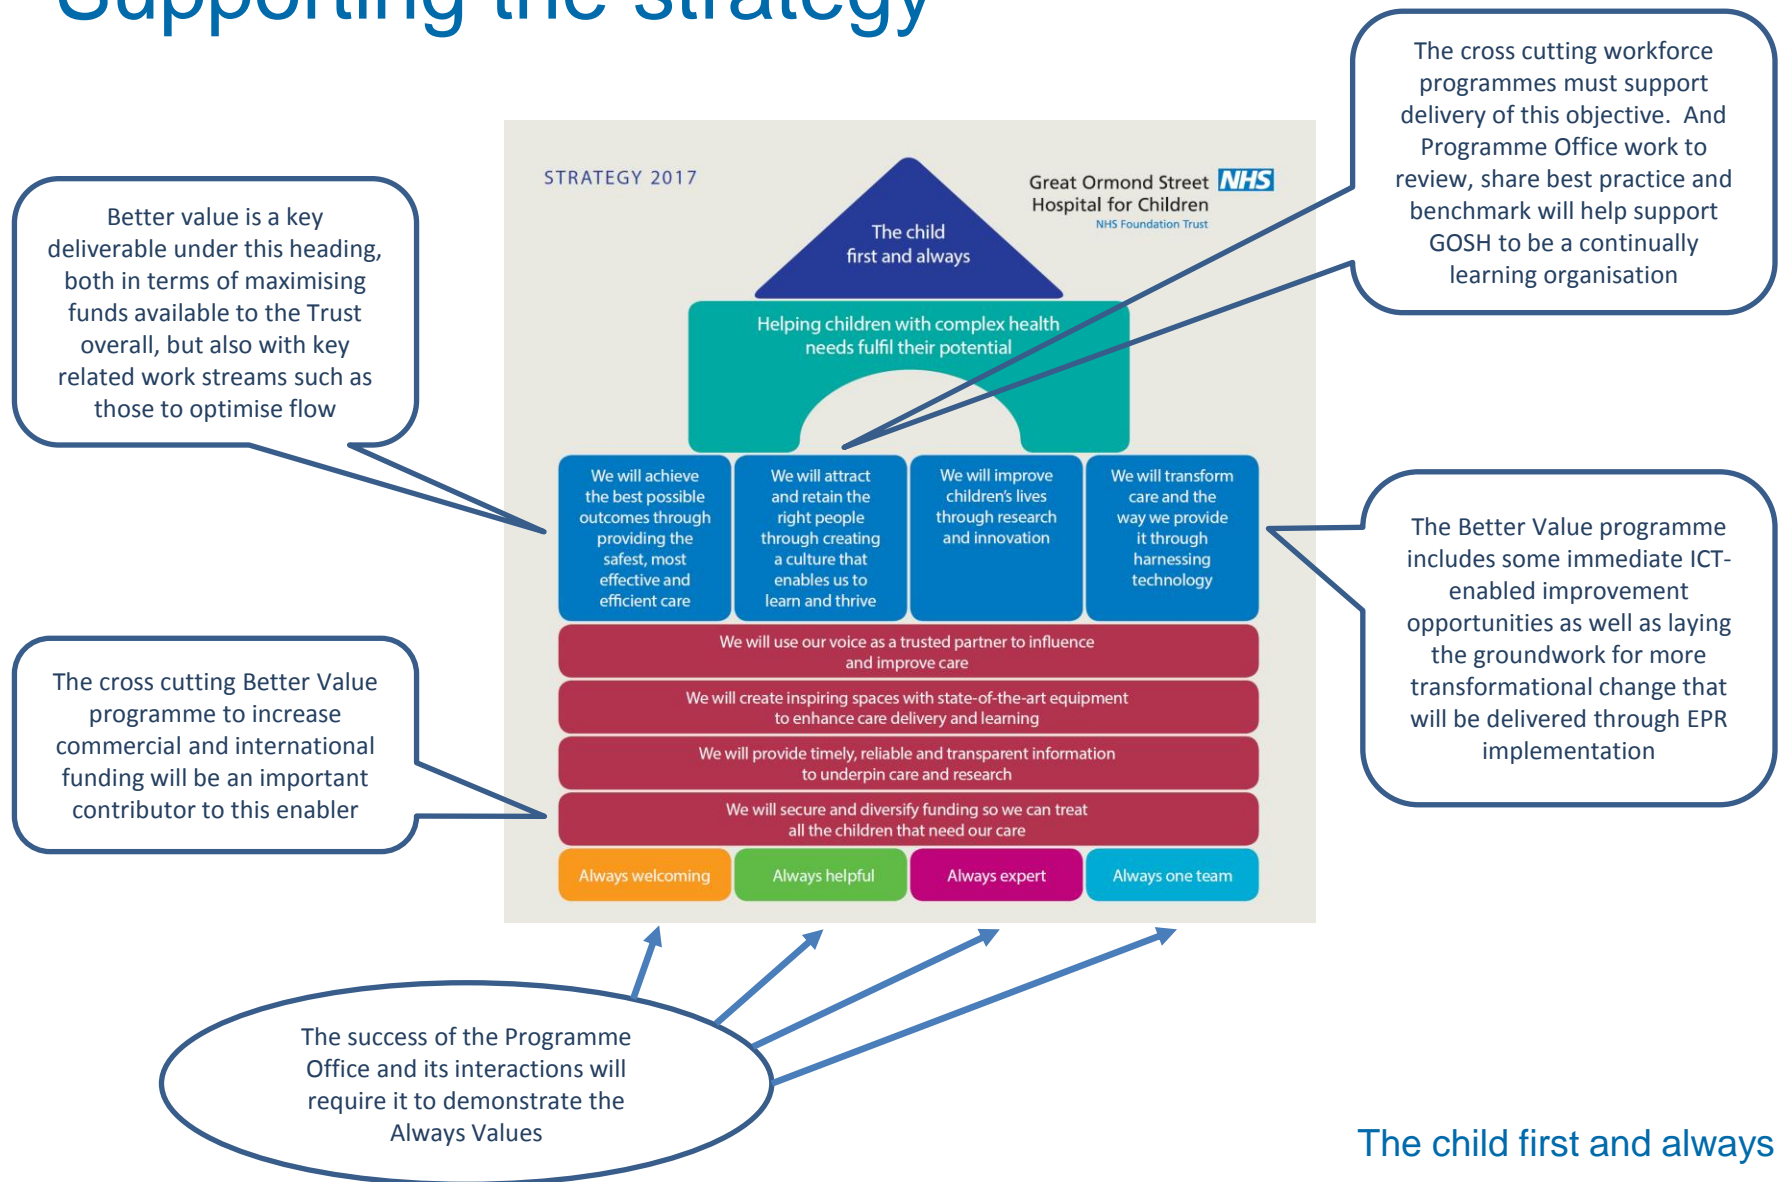 Supporting the strategy
The cross cutting workforce
programmes must support
delivery of this objective.  And
Programme Office work to
review, share best practice and
benchmark will help support
GOSH to be a continually
learning organisation
Better value is a key
deliverable under this heading,
both in terms of maximising
funds available to the Trust
overall, but also with key
related work streams such as
those to optimise flow
STRATEGY 2017
Great Ormond Street NHS
Hospital for Children
NHS Foundation Trust
The child
first and always
Helping children with complex health
needs fulfil their potential
We will achieve
the best possible
outcomes through
providing the
safest, most
effective and
efficient care
We will attract
and retain the
right people
through creating
a culture that
enables us to
learn and thrive
We will improve
children's lives
through research
and innovation
We will transform
care and the
way we provide
it through
harnessing
technology
The Better Value programme
includes some immediate ICT-
enabled improvement
opportunities as well as laying
the groundwork for more
transformational change that
will be delivered through EPR
implementation
We will use our voice as a trusted partner to influence
and improve care
We will create inspiring spaces with state-of-the-art equipment
to enhance care delivery and learning
We will provide timely, reliable and transparent information
to underpin care and research
We will secure and diversify funding so we can treat
all the children that need our care
The cross cutting Better Value
programme to increase
commercial and international
funding will be an important
contributor to this enabler
Always welcoming
Always helpful
Always expert
Always one team
The success of the Programme
Office and its interactions will
require it to demonstrate the
Always Values
The child first and always